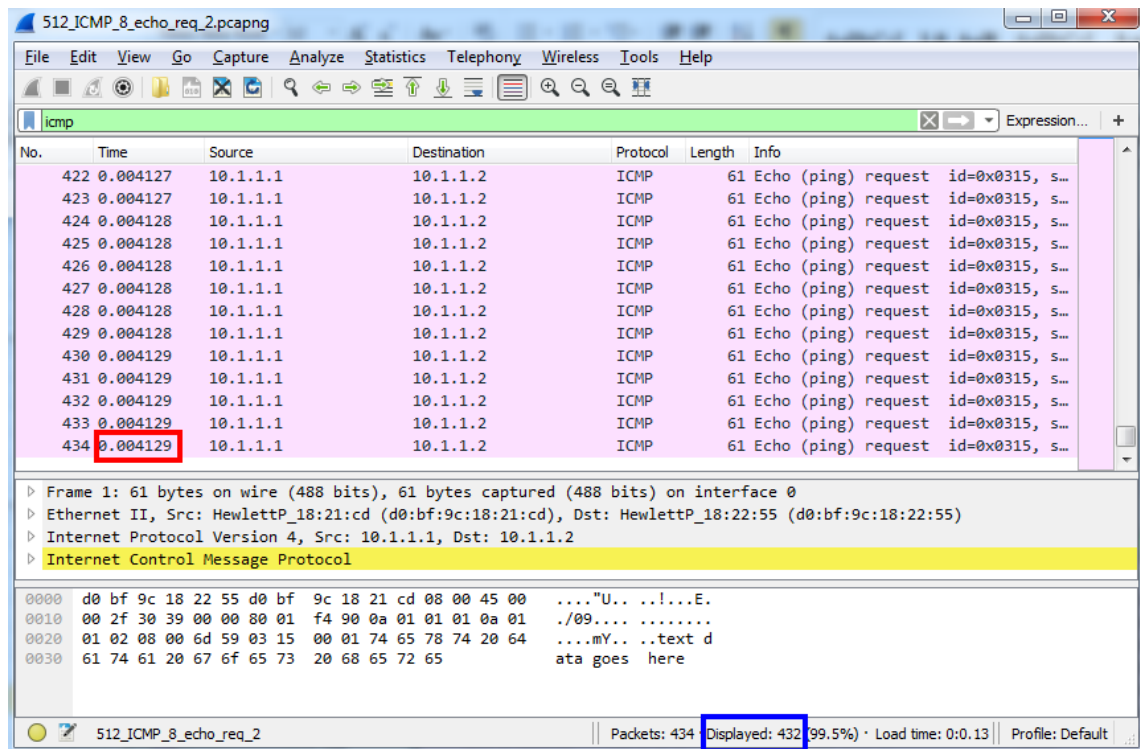 512_ICMP_8_echo_req_2.pcapng
File Edit View Go Capture Analyze Statistics Telephony Wireless Tools Help
icmp Expression... +
No. Time Source Destination Protocol Length Info
422 0.004127 10.1.1.1 10.1.1.2 ICMP 61 Echo (ping) request id=0x0315, s…
423 0.004127 10.1.1.1 10.1.1.2 ICMP 61 Echo (ping) request id=0x0315, s…
424 0.004128 10.1.1.1 10.1.1.2 ICMP 61 Echo (ping) request id=0x0315, s…
425 0.004128 10.1.1.1 10.1.1.2 ICMP 61 Echo (ping) request id=0x0315, s…
426 0.004128 10.1.1.1 10.1.1.2 ICMP 61 Echo (ping) request id=0x0315, s…
427 0.004128 10.1.1.1 10.1.1.2 ICMP 61 Echo (ping) request id=0x0315, s…
428 0.004128 10.1.1.1 10.1.1.2 ICMP 61 Echo (ping) request id=0x0315, s…
429 0.004128 10.1.1.1 10.1.1.2 ICMP 61 Echo (ping) request id=0x0315, s…
430 0.004129 10.1.1.1 10.1.1.2 ICMP 61 Echo (ping) request id=0x0315, s…
431 0.004129 10.1.1.1 10.1.1.2 ICMP 61 Echo (ping) request id=0x0315, s…
432 0.004129 10.1.1.1 10.1.1.2 ICMP 61 Echo (ping) request id=0x0315, s…
433 0.004129 10.1.1.1 10.1.1.2 ICMP 61 Echo (ping) request id=0x0315, s…
434 0.004129 10.1.1.1 10.1.1.2 ICMP 61 Echo (ping) request id=0x0315, s…
Frame 1: 61 bytes on wire (488 bits), 61 bytes captured (488 bits) on interface 0
Ethernet II, Src: HewlettP_18:21:cd (d0:bf:9c:18:21:cd), Dst: HewlettP_18:22:55 (d0:bf:9c:18:22:55)
Internet Protocol Version 4, Src: 10.1.1.1, Dst: 10.1.1.2
Internet Control Message Protocol
0000 d0 bf 9c 18 22 55 d0 bf 9c 18 21 cd 08 00 45 00 ...."U.. ..!...E.
0010 00 2f 30 39 00 00 80 01 f4 90 0a 01 01 01 0a 01 ./09.... ........
0020 01 02 08 00 6d 59 03 15 00 01 74 65 78 74 20 64 ....mY.. ..text d
0030 61 74 61 20 67 6f 65 73 20 68 65 72 65 ata goes here
512_ICMP_8_echo_req_2 Packets: 434 Displayed: 432 (99.5%) · Load time: 0:0.13 Profile: Default